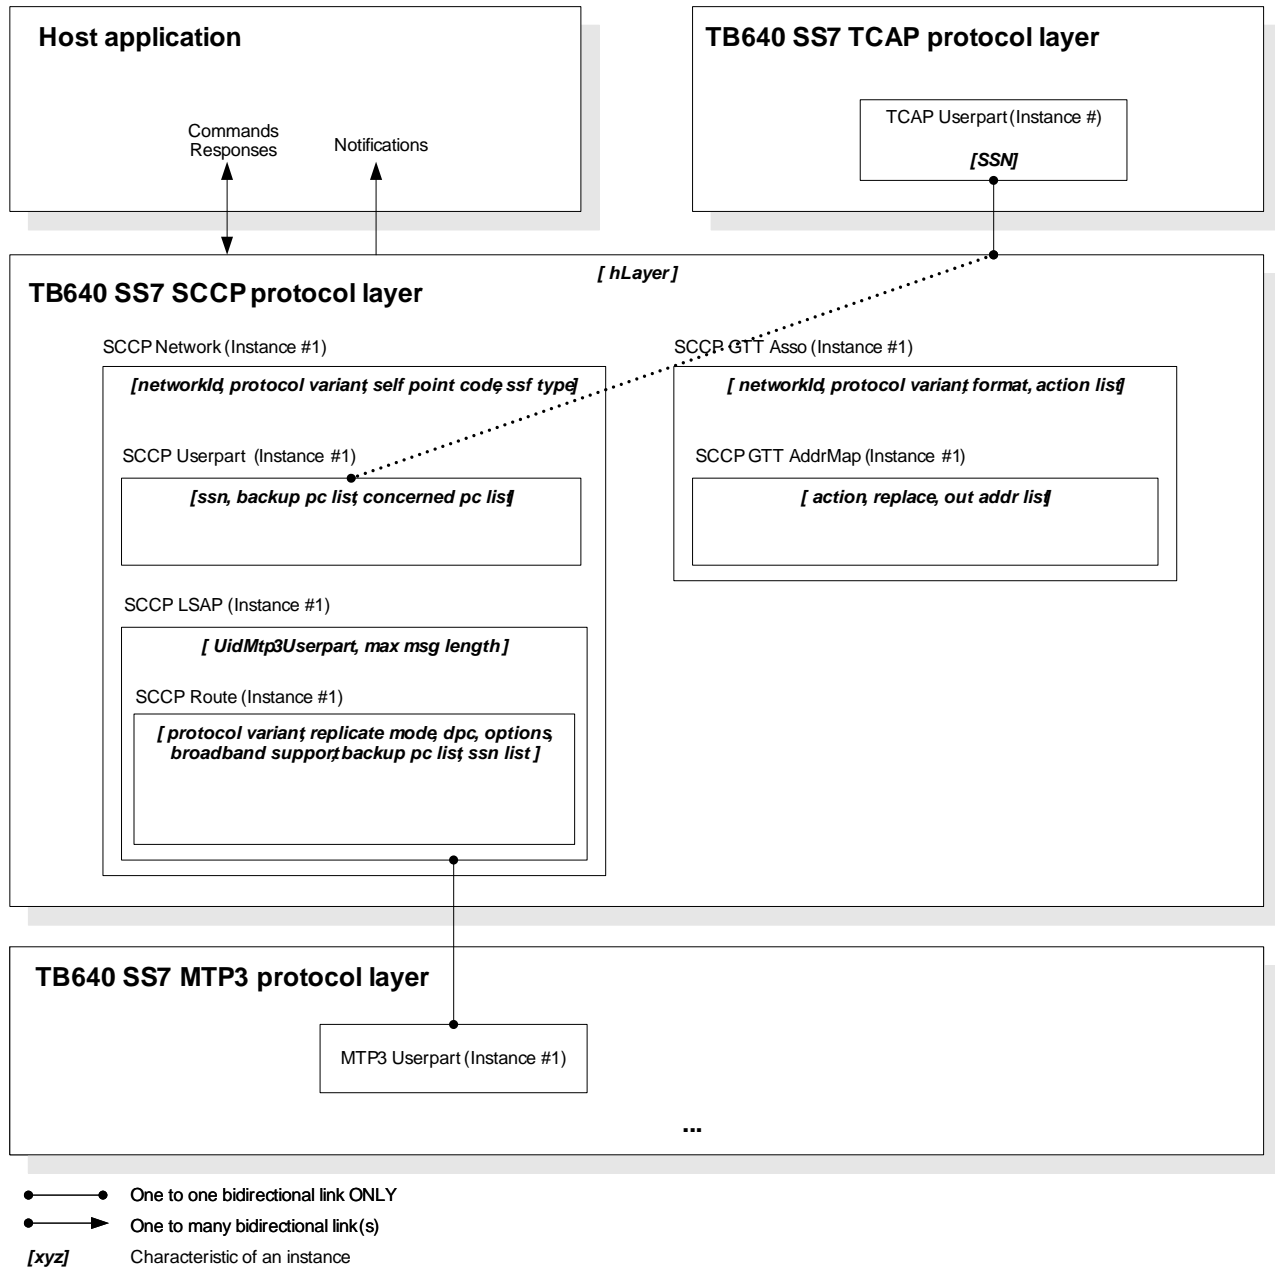 Host application
Commands
Responses
Notifications
TB640 SS7 TCAP protocol layer
TCAP Userpart (Instance #)
[SSN]
[ hLayer ]
TB640 SS7 SCCP protocol layer
SCCP Network (Instance #1)
[networkId, protocol variant, self point code, ssf type]
SCCP Userpart (Instance #1)
[ssn, backup pc list, concerned pc list]
SCCP LSAP (Instance #1)
[ UidMtp3Userpart, max msg length ]
SCCP Route (Instance #1)
[ protocol variant, replicate mode, dpc, options,
broadband support, backup pc list, ssn list ]
SCCP GTT Asso (Instance #1)
[ networkId, protocol variant, format, action list]
SCCP GTT AddrMap (Instance #1)
[ action, replace, out addr list]
TB640 SS7 MTP3 protocol layer
MTP3 Userpart (Instance #1)
...
One to one bidirectional link ONLY
One to many bidirectional link(s)
[xyz] Characteristic of an instance